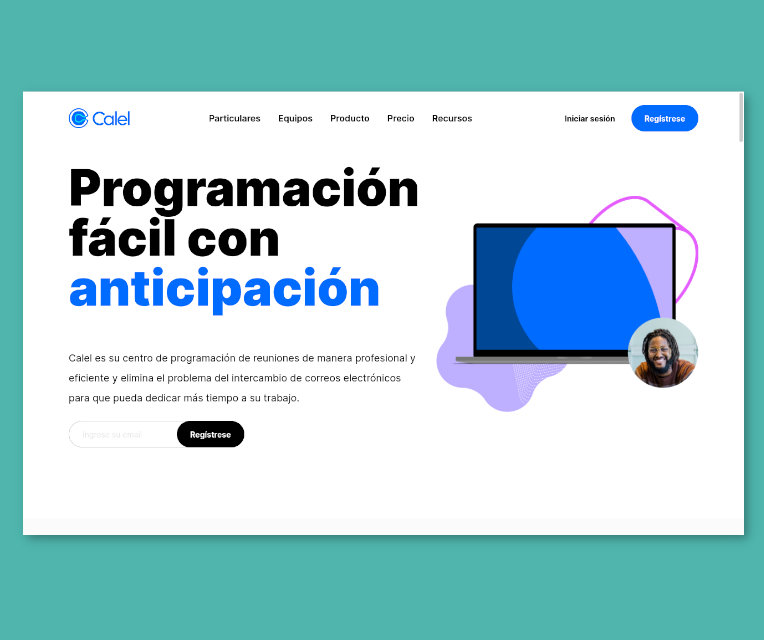 Calel
Particulares Equipos Producto Precio Recursos
Iniciar sesión Regístrese
Programación
fácil con
anticipación
Calel es su centro de programación de reuniones de manera profesional y
eficiente y elimina el problema del intercambio de correos electrónicos
para que pueda dedicar más tiempo a su trabajo.
Ingrese su email Regístrese